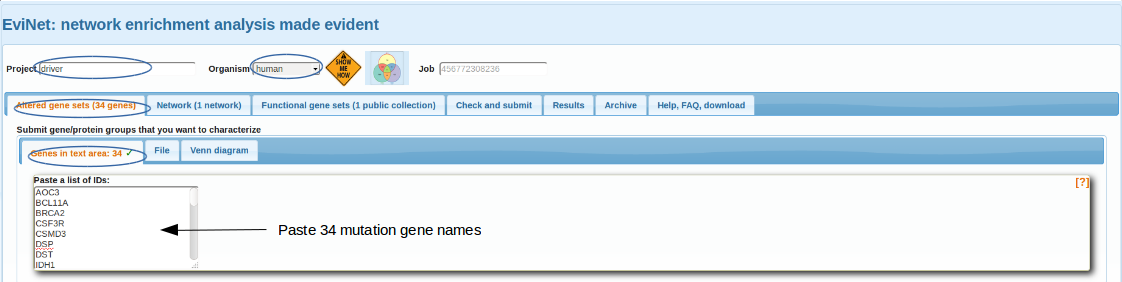 EviNet: network enrichment analysis made evident
Project driver Organism human SHOW ME HOW Job 456772308236
Altered gene sets (34 genes) Network (1 network) Functional gene sets (1 public collection) Check and submit Results Archive Help, FAQ, download
Submit gene/protein groups that you want to characterize
Genes in text area: 34 ✓ File Venn diagram
Paste a list of IDs: [?]
AOC3
BCL11A
BRCA2
CSF3R
CSMD3
DSP
DST
IDH1
Paste 34 mutation gene names